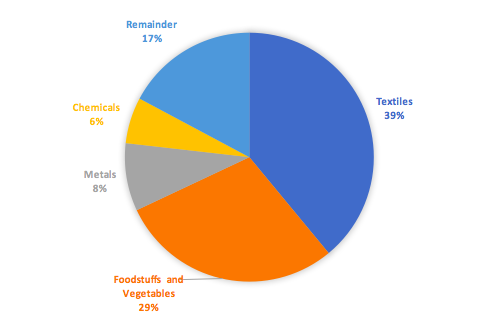 Remainder
17%
Textiles
39%
Chemicals
6%
Metals
8%
Foodstuffs and
Vegetables
29%